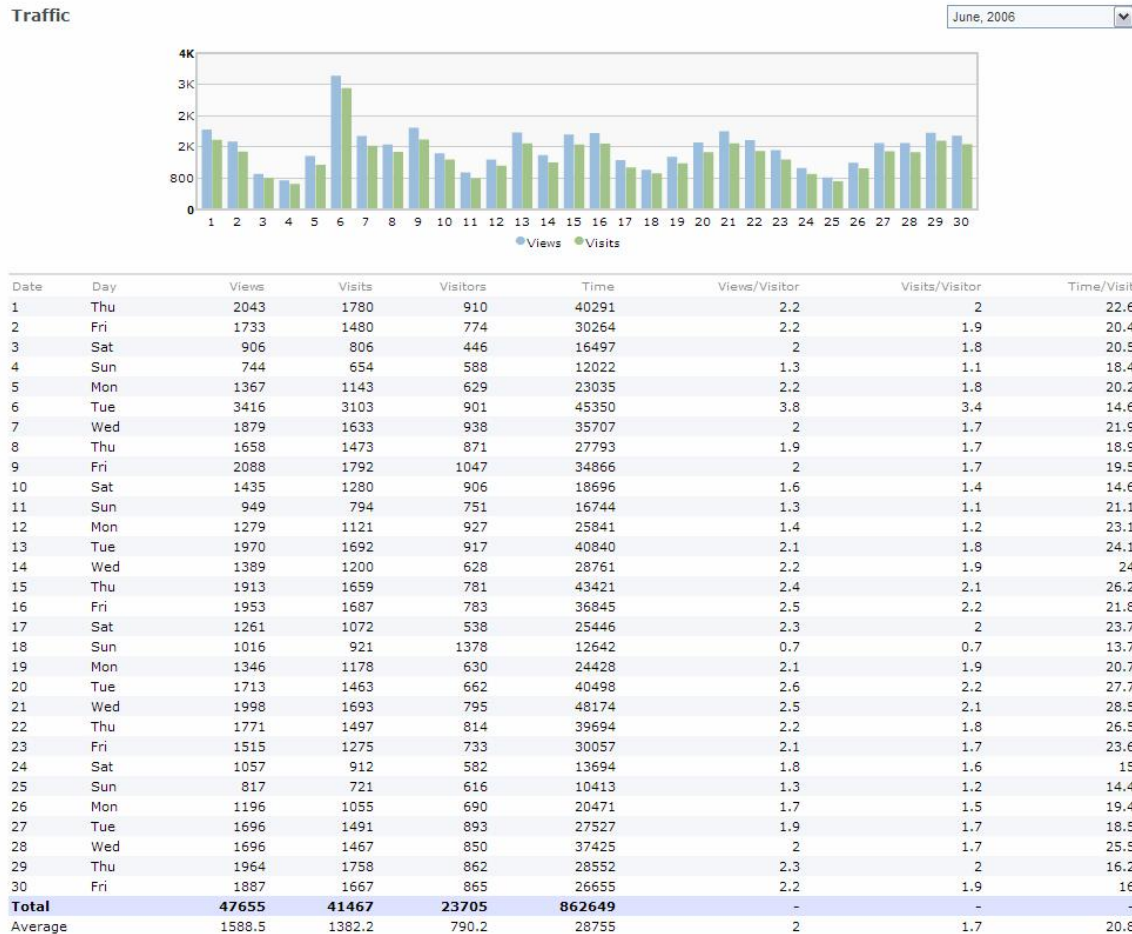 Traffic
June, 2006
4K
3K
2K
2K
800
0
1 2 3 4 5 6 7 8 9 10 11 12 13 14 15 16 17 18 19 20 21 22 23 24 25 26 27 28 29 30
Views Visits
Date Day Views Visits Visitors Time Views/Visitor Visits/Visitor Time/Visit
1 Thu 2043 1780 910 40291 2.2 2 22.6
2 Fri 1733 1480 774 30264 2.2 1.9 20.4
3 Sat 906 806 446 16497 2 1.8 20.5
4 Sun 744 654 588 12022 1.3 1.1 18.4
5 Mon 1367 1143 629 23035 2.2 1.8 20.2
6 Tue 3416 3103 901 45350 3.8 3.4 14.6
7 Wed 1879 1633 938 35707 2 1.7 21.9
8 Thu 1658 1473 871 27793 1.9 1.7 18.9
9 Fri 2088 1792 1047 34866 2 1.7 19.5
10 Sat 1435 1280 906 18696 1.6 1.4 14.6
11 Sun 949 794 751 16744 1.3 1.1 21.1
12 Mon 1279 1121 927 25841 1.4 1.2 23.1
13 Tue 1970 1692 917 40840 2.1 1.8 24.1
14 Wed 1389 1200 628 28761 2.2 1.9 24
15 Thu 1913 1659 781 43421 2.4 2.1 26.2
16 Fri 1953 1687 783 36845 2.5 2.2 21.8
17 Sat 1261 1072 538 25446 2.3 2 23.7
18 Sun 1016 921 1378 12642 0.7 0.7 13.7
19 Mon 1346 1178 630 24428 2.1 1.9 20.7
20 Tue 1713 1463 662 40498 2.6 2.2 27.7
21 Wed 1998 1693 795 48174 2.5 2.1 28.5
22 Thu 1771 1497 814 39694 2.2 1.8 26.5
23 Fri 1515 1275 733 30057 2.1 1.7 23.6
24 Sat 1057 912 582 13694 1.8 1.6 15
25 Sun 817 721 616 10413 1.3 1.2 14.4
26 Mon 1196 1055 690 20471 1.7 1.5 19.4
27 Tue 1696 1491 893 27527 1.9 1.7 18.5
28 Wed 1696 1467 850 37425 2 1.7 25.5
29 Thu 1964 1758 862 28552 2.3 2 16.2
30 Fri 1887 1667 865 26655 2.2 1.9 16
Total 47655 41467 23705 862649 - - -
Average 1588.5 1382.2 790.2 28755 2 1.7 20.8